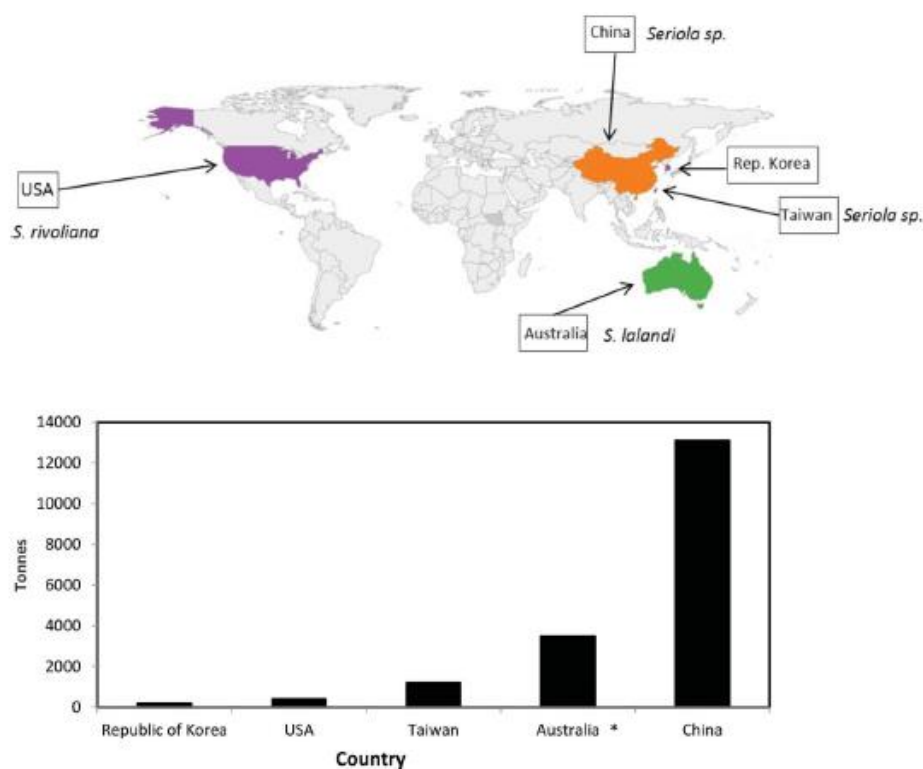 China Seriola sp.
Rep. Korea
USA
Taiwan Seriola sp.
S. rivoliana
Australia S. lalandi
14000
12000
10000
8000
6000
4000
2000
0
Tonnes
Republic of Korea USA Taiwan Australia * China
Country